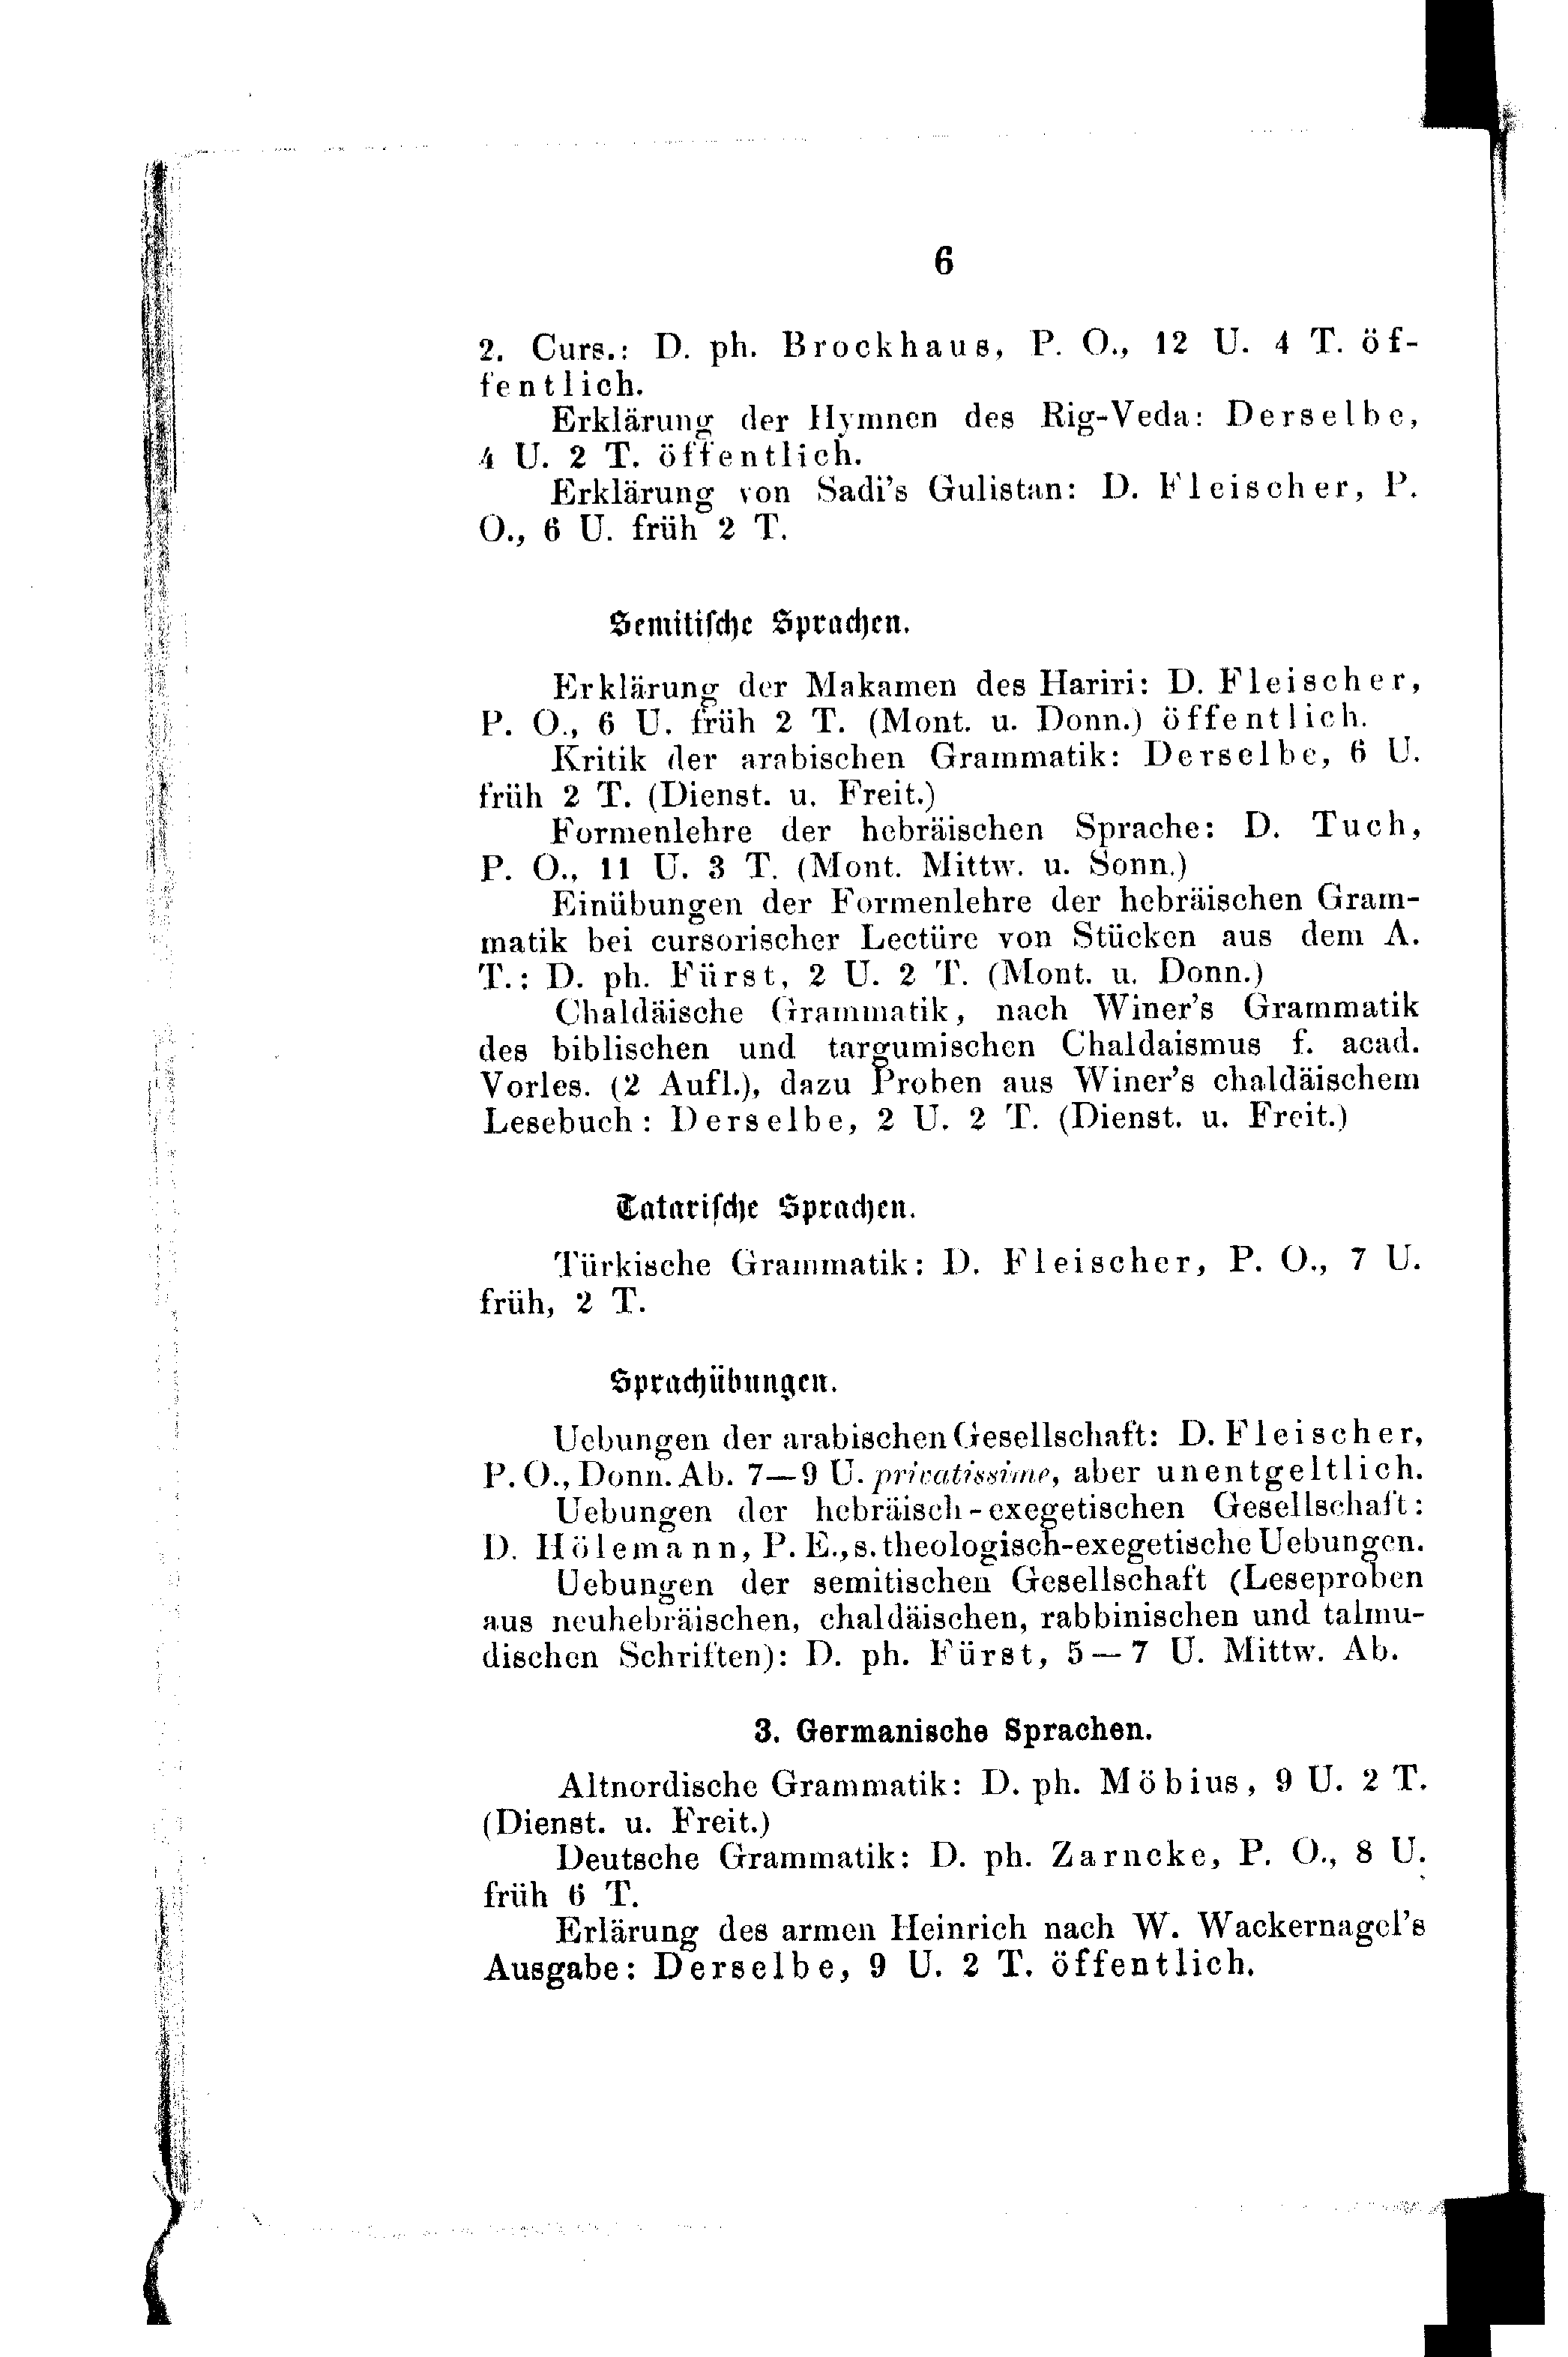 6
2. Curs.: D. ph. Brockhaus, P. O., 12 U. 4 T. öf-
fentlich.
Erklärung der Hymnen des Rig-Veda: Derselbe,
4 U. 2 T. öffentlich.
Erklärung von Sadi's Gulistan: D. Fleischer, P.
O., 6 U. früh 2 T.
Semitische Sprachen.
Erklärung der Makamen des Hariri: D. Fleischer,
P. O., 6 U. früh 2 T. (Mont. u. Donn.) öffentlich.
Kritik der arabischen Grammatik: Derselbe, 6 U.
früh 2 T. (Dienst. u. Freit.)
Formenlehre der hebräischen Sprache: D. Tuch,
P. O., 11 U. 3 T. (Mont. Mittw. u. Sonn.)
Einübungen der Formenlehre der hebräischen Gram-
matik bei cursorischer Lectüre von Stücken aus dem A.
T.: D. ph. Fürst, 2 U. 2 T. (Mont. u. Donn.)
Chaldäische Grammatik, nach Winer's Grammatik
des biblischen und targumischen Chaldaismus f. acad.
Vorles. (2 Aufl.), dazu Proben aus Winer's chaldäischem
Lesebuch: Derselbe, 2 U. 2 T. (Dienst. u. Freit.)
Tatarische Sprachen.
Türkische Grammatik: D. Fleischer, P. O., 7 U.
früh, 2 T.
Sprachübungen.
Uebungen der arabischen Gesellschaft: D. Fleischer,
P. O., Donn. Ab. 7—9 U. privatissime, aber unentgeltlich.
Uebungen der hebräisch-exegetischen Gesellschaft:
D. Hölemann, P. E., s. theologisch-exegetische Uebungen.
Uebungen der semitischen Gesellschaft (Leseproben
aus neuhebräischen, chaldäischen, rabbinischen und talmu-
dischen Schriften): D. ph. Fürst, 5—7 U. Mittw. Ab.
3. Germanische Sprachen.
Altnordische Grammatik: D. ph. Möbius, 9 U. 2 T.
(Dienst. u. Freit.)
Deutsche Grammatik: D. ph. Zarncke, P. O., 8 U.
früh 6 T.
Erlärung des armen Heinrich nach W. Wackernagel's
Ausgabe: Derselbe, 9 U. 2 T. öffentlich.